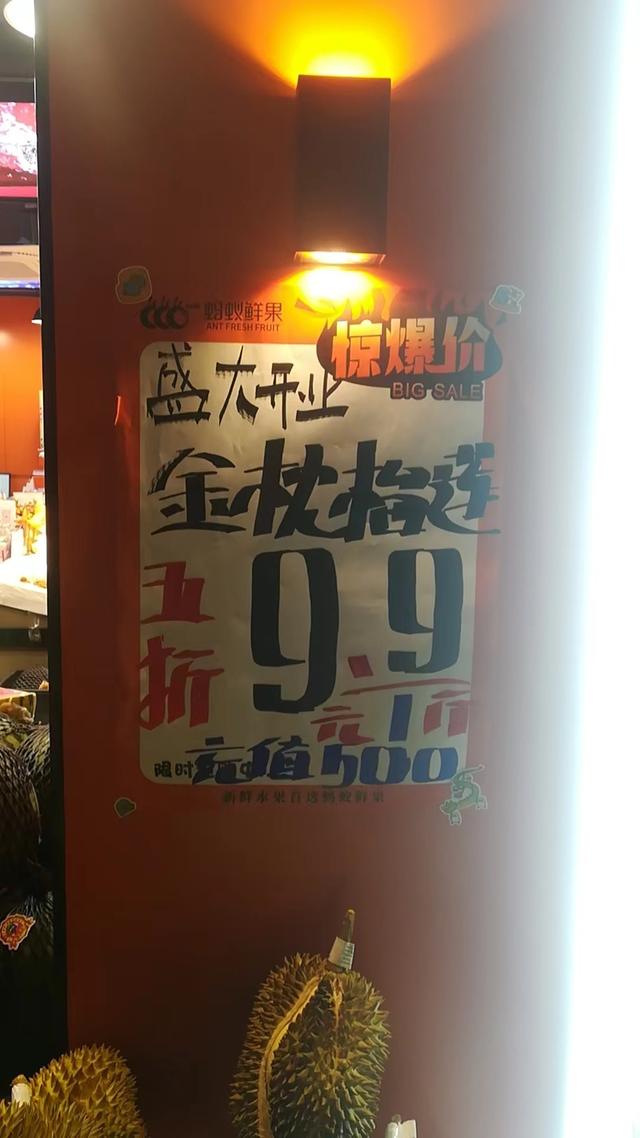 蚂蚁鲜果
ANT FRESH FRUIT
惊爆价
BIG SALE
盛大开业
金枕榴莲
五折
9.9
元/斤
限时
充值500
新鲜水果首选蚂蚁鲜果